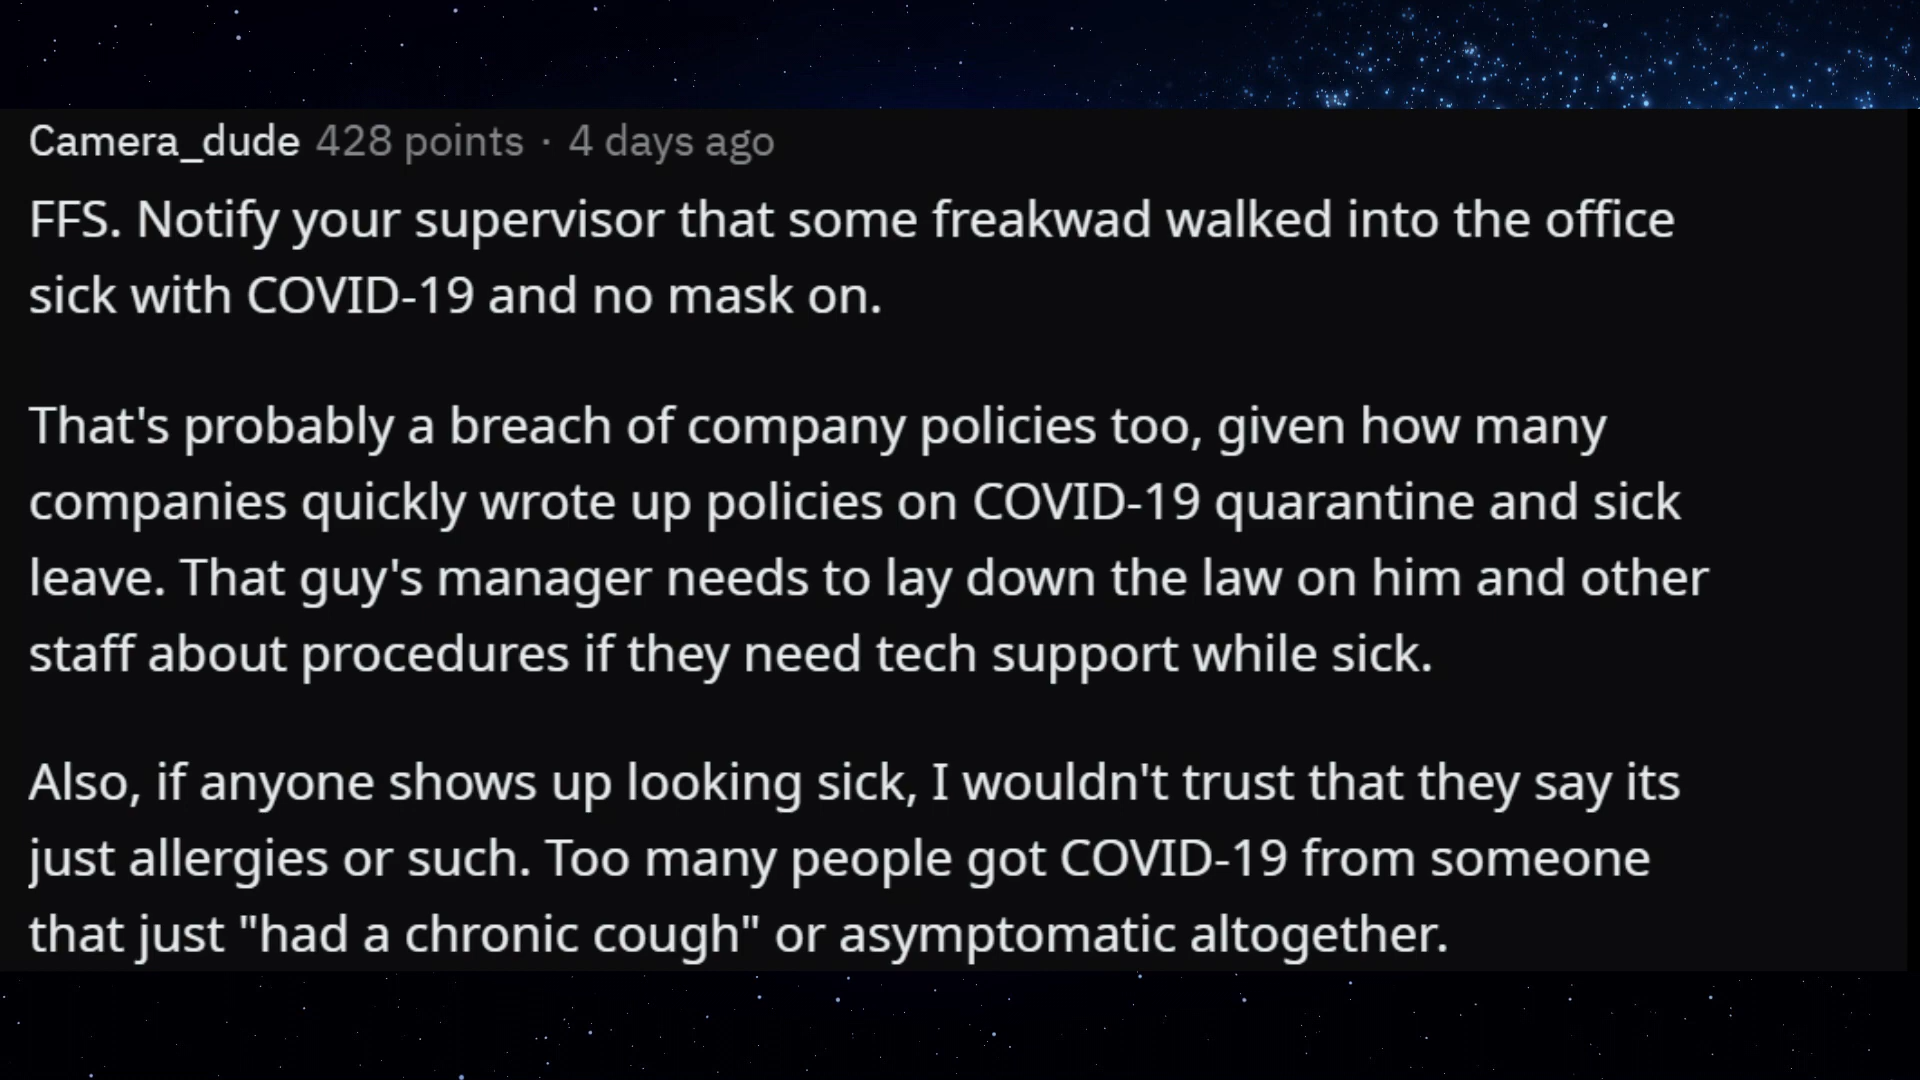 Camera_dude 428 points · 4 days ago
FFS. Notify your supervisor that some freakwad walked into the office
sick with COVID-19 and no mask on.
That's probably a breach of company policies too, given how many
companies quickly wrote up policies on COVID-19 quarantine and sick
leave. That guy's manager needs to lay down the law on him and other
staff about procedures if they need tech support while sick.
Also, if anyone shows up looking sick, I wouldn't trust that they say its
just allergies or such. Too many people got COVID-19 from someone
that just "had a chronic cough" or asymptomatic altogether.